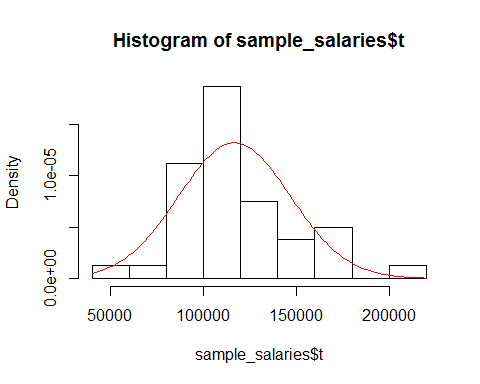 Histogram of sample_salaries$t
Density
1.0e-05
0.0e+00
50000 100000 150000 200000
sample_salaries$t